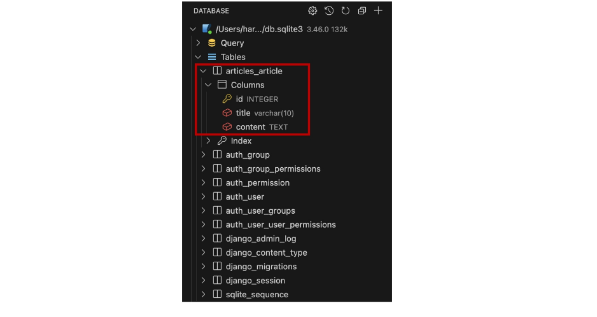 DATABASE
/Users/har.../db.sqlite3 3.46.0 132k
Query
Tables
articles_article
Columns
id INTEGER
title varchar(10)
content TEXT
Index
auth_group
auth_group_permissions
auth_permission
auth_user
auth_user_groups
auth_user_user_permissions
django_admin_log
django_content_type
django_migrations
django_session
sqlite_sequence